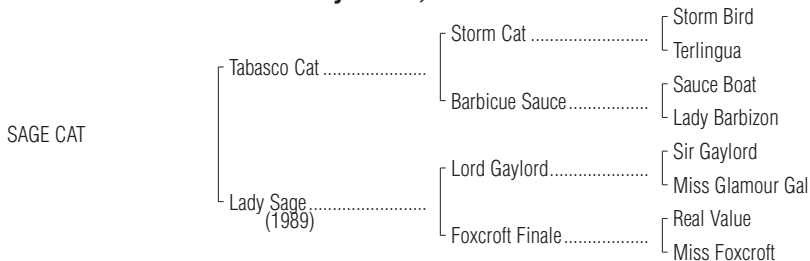 Storm Bird
Storm Cat ..............................
Terlingua
Tabasco Cat ......................
Sauce Boat
Barbicue Sauce....................
Lady Barbizon
SAGE CAT
Sir Gaylord
Lord Gaylord.........................
Miss Glamour Gal
Lady Sage..........................
(1989)
Real Value
Foxcroft Finale.....................
Miss Foxcroft